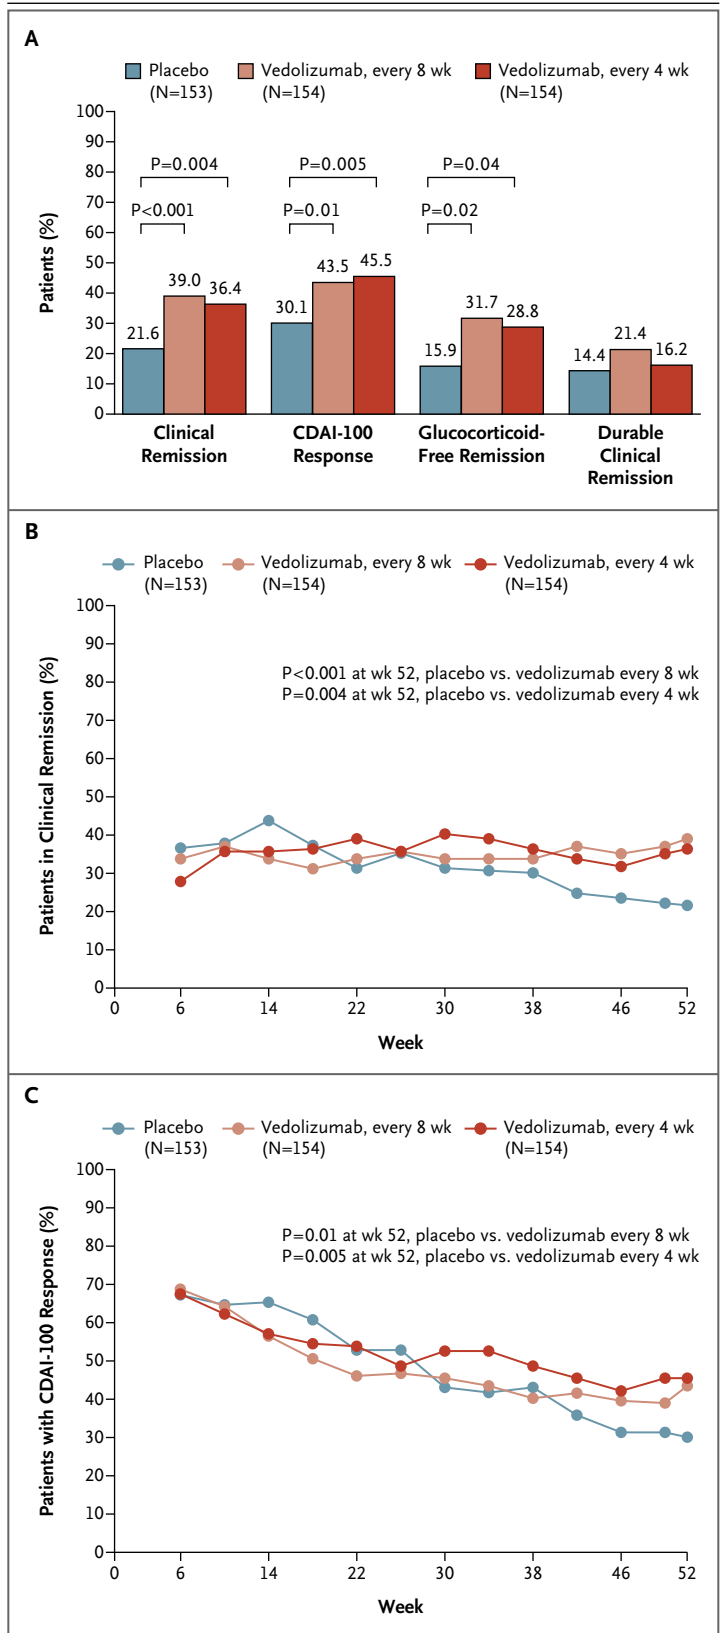 A
Placebo (N=153)
Vedolizumab, every 8 wk (N=154)
Vedolizumab, every 4 wk (N=154)
Patients (%)
100
90
80
70
60
50
40
30
20
10
0
P=0.004
P<0.001
P=0.005
P=0.01
P=0.04
P=0.02
21.6
39.0
36.4
30.1
43.5
45.5
15.9
31.7
28.8
14.4
21.4
16.2
Clinical
Remission
CDAI-100
Response
Glucocorticoid-
Free Remission
Durable
Clinical
Remission
B
Placebo (N=153)
Vedolizumab, every 8 wk (N=154)
Vedolizumab, every 4 wk (N=154)
Patients in Clinical Remission (%)
100
90
80
70
60
50
40
30
20
10
0
P<0.001 at wk 52, placebo vs. vedolizumab every 8 wk
P=0.004 at wk 52, placebo vs. vedolizumab every 4 wk
0 6 14 22 30 38 46 52
Week
C
Placebo (N=153)
Vedolizumab, every 8 wk (N=154)
Vedolizumab, every 4 wk (N=154)
Patients with CDAI-100 Response (%)
100
90
80
70
60
50
40
30
20
10
0
P=0.01 at wk 52, placebo vs. vedolizumab every 8 wk
P=0.005 at wk 52, placebo vs. vedolizumab every 4 wk
0 6 14 22 30 38 46 52
Week